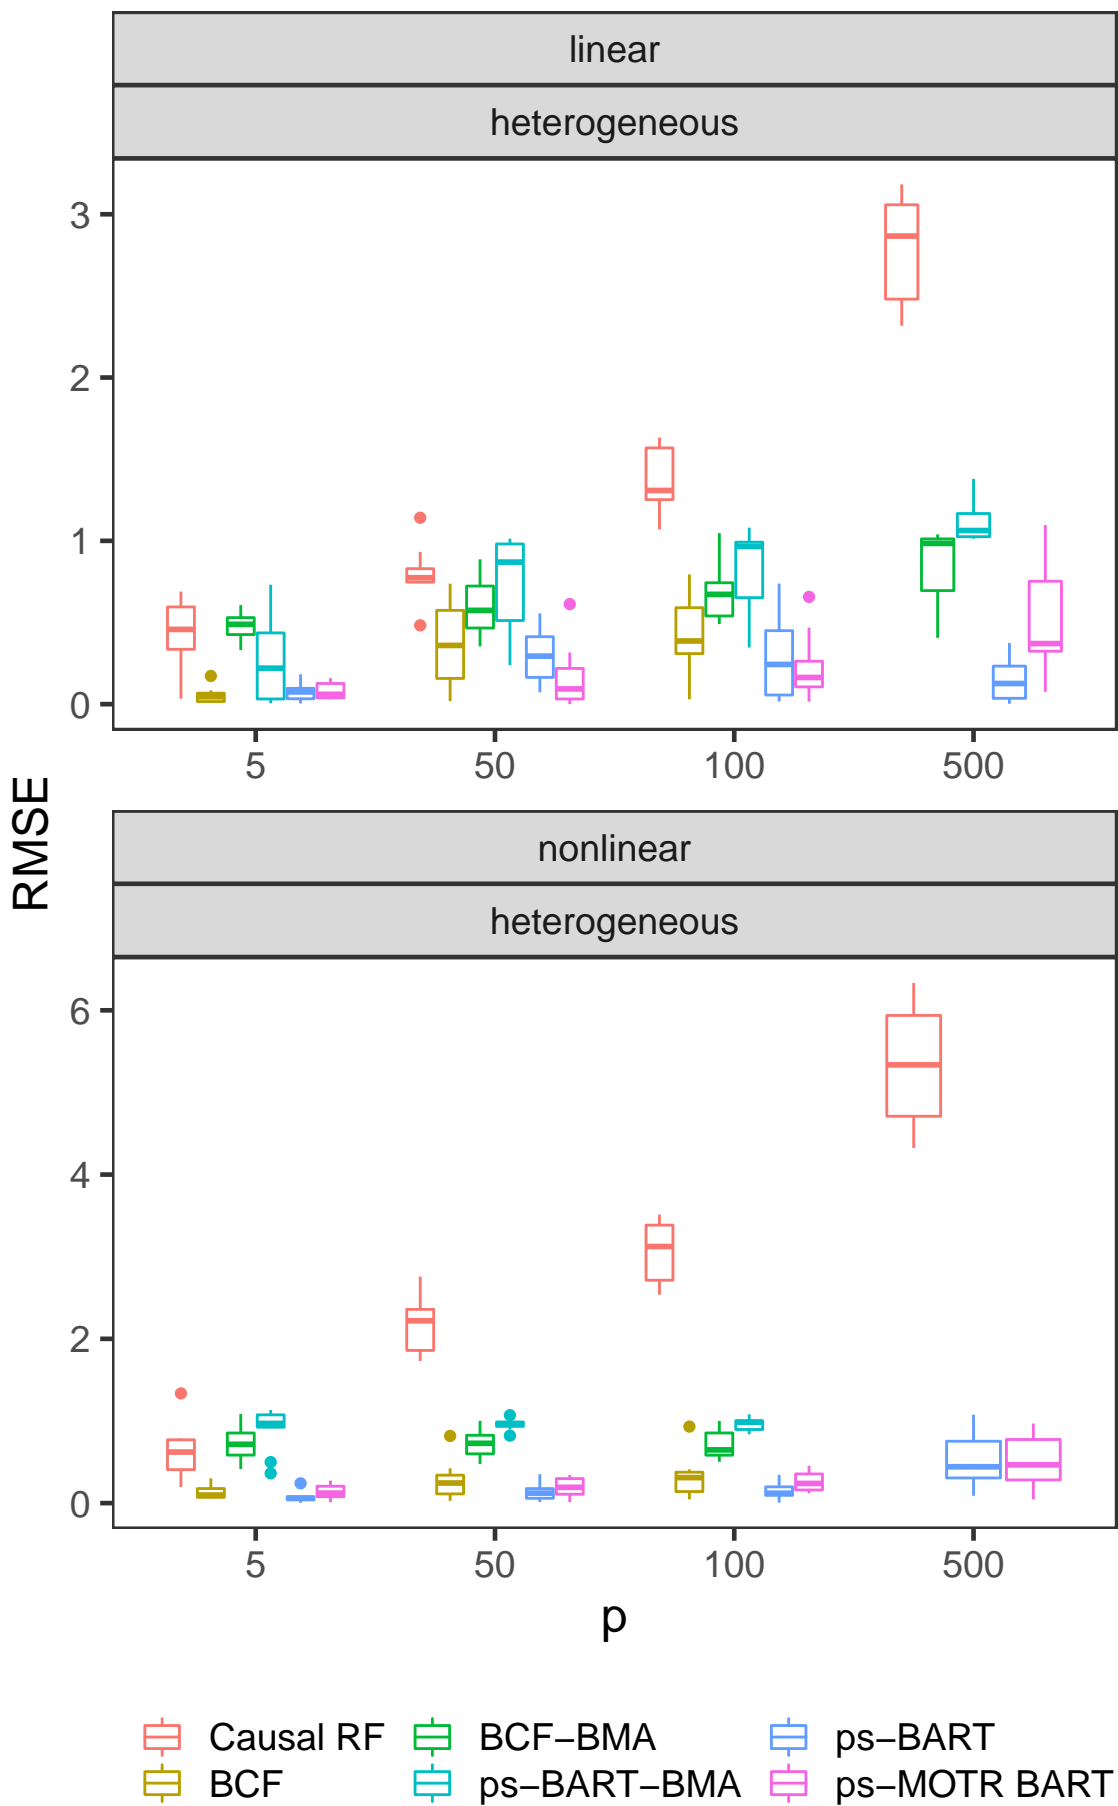 linear
heterogeneous
3
2
1
0
5 50 100 500
RMSE
nonlinear
heterogeneous
6
4
2
0
5 50 100 500
p
Causal RF BCF−BMA ps−BART
BCF ps−BART−BMA ps−MOTR BART